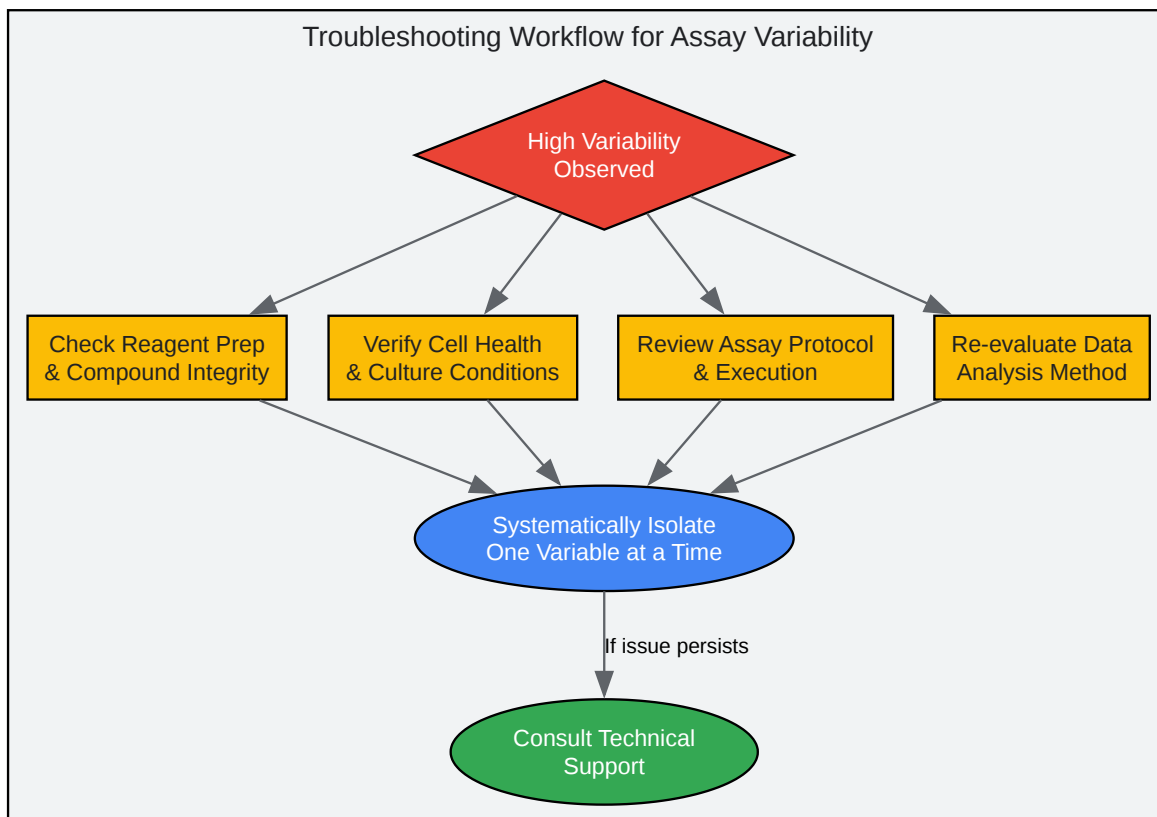 Troubleshooting Workflow for Assay Variability
High Variability
Observed
Check Reagent Prep
& Compound Integrity
Verify Cell Health
& Culture Conditions
Review Assay Protocol
& Execution
Re-evaluate Data
Analysis Method
Systematically Isolate
One Variable at a Time
If issue persists
Consult Technical
Support